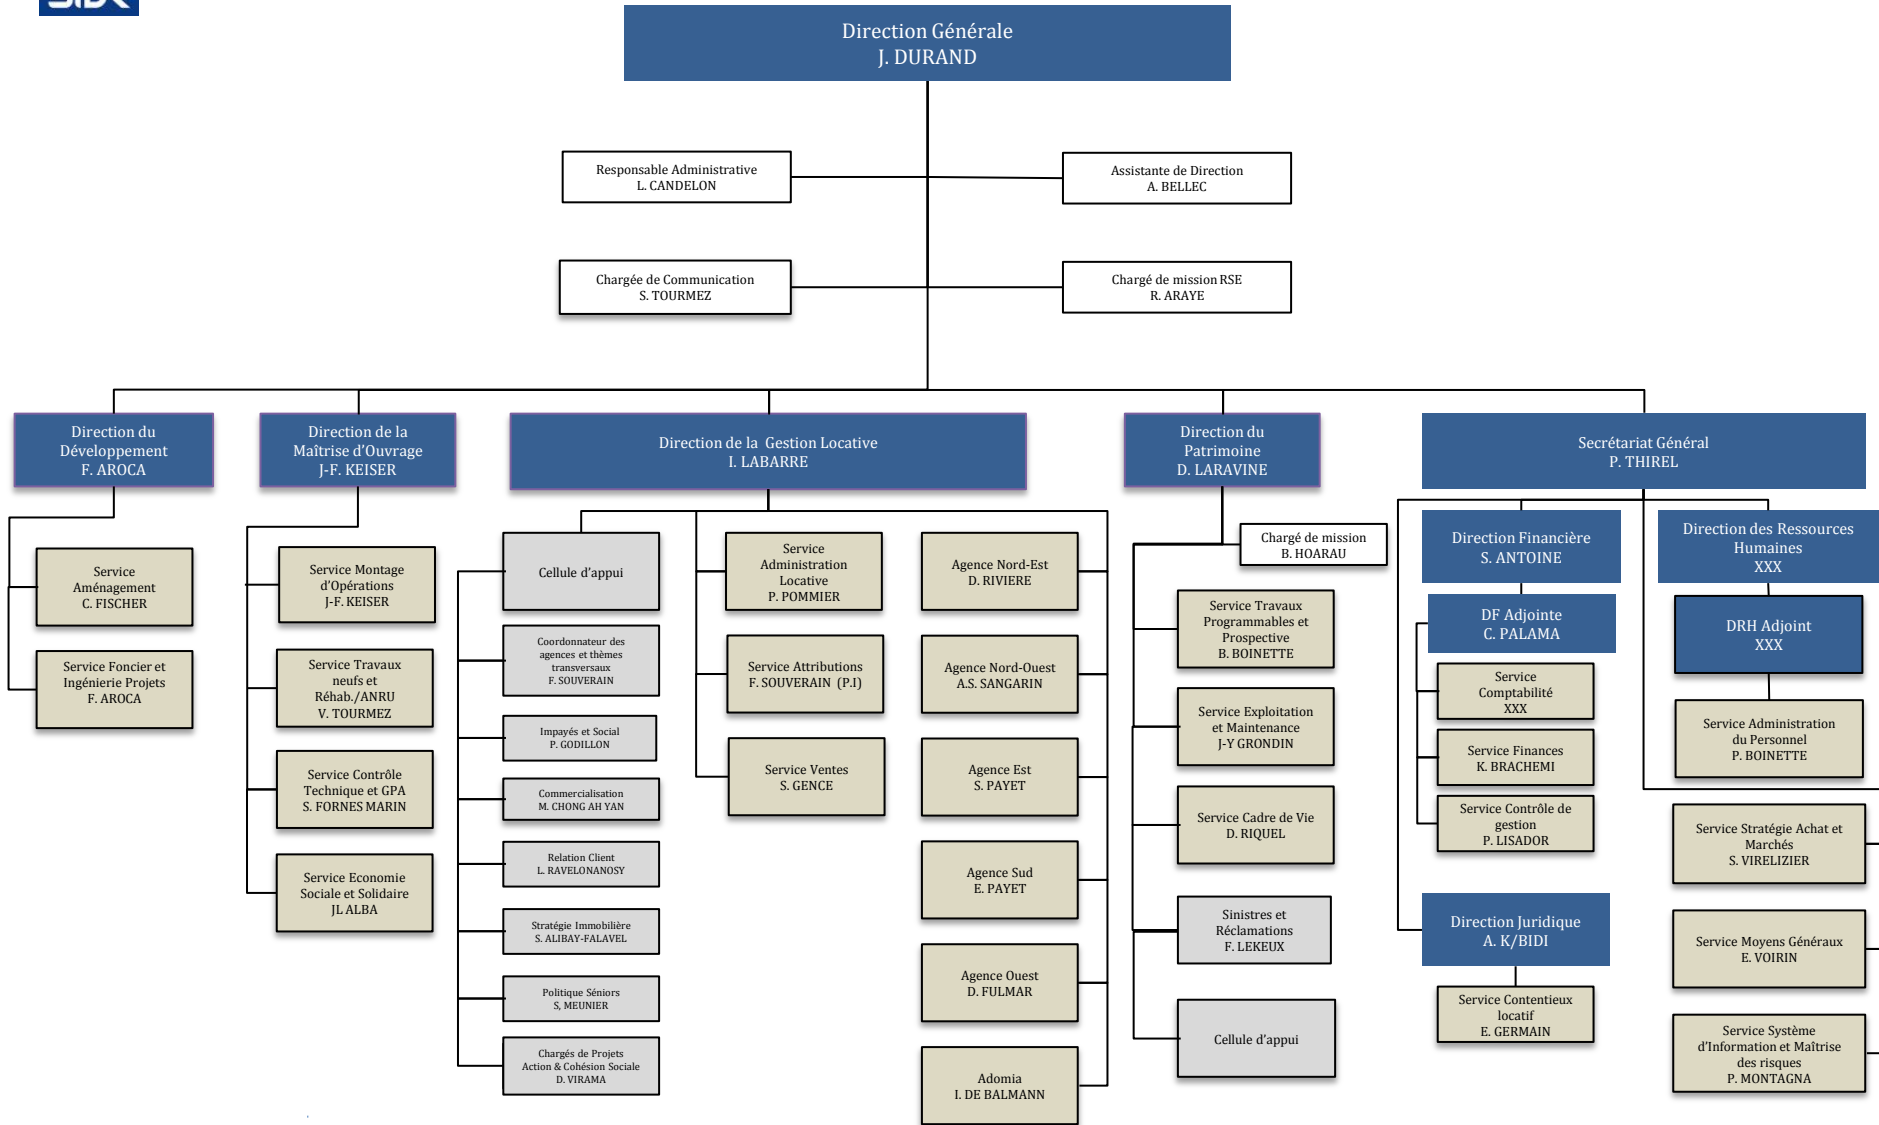 Direction Générale
J. DURAND
Responsable Administrative
L. CANDELON
Assistante de Direction
A. BELLEC
Chargée de Communication
S. TOURMEZ
Chargé de mission RSE
R. ARAYE
Direction du
Développement
F. AROCA
Service
Aménagement
C. FISCHER
Service Foncier et
Ingénierie Projets
F. AROCA
Direction de la
Maîtrise d'Ouvrage
J-F. KEISER
Service Montage
d'Opérations
J-F. KEISER
Service Travaux
neufs et
Réhab./ANRU
V. TOURMEZ
Service Contrôle
Technique et GPA
S. FORNES MARIN
Service Economie
Sociale et Solidaire
JL ALBA
Direction de la Gestion Locative
I. LABARRE
Cellule d'appui
Coordonnateur des
agences et thèmes
transversaux
F. SOUVERAIN
Impayés et Social
P. GODILLON
Commercialisation
M. CHONG AH YAN
Relation Client
L. RAVELONANOSY
Stratégie Immobilière
S. ALIBAY-FALAVEL
Politique Séniors
S, MEUNIER
Chargés de Projets
Action & Cohésion Sociale
D. VIRAMA
Service
Administration
Locative
P. POMMIER
Service Attributions
F. SOUVERAIN (P.I)
Service Ventes
S. GENCE
Agence Nord-Est
D. RIVIERE
Agence Nord-Ouest
A.S. SANGARIN
Agence Est
S. PAYET
Agence Sud
E. PAYET
Agence Ouest
D. FULMAR
Adomia
I. DE BALMANN
Direction du
Patrimoine
D. LARAVINE
Chargé de mission
B. HOARAU
Service Travaux
Programmables et
Prospective
B. BOINETTE
Service Exploitation
et Maintenance
J-Y GRONDIN
Service Cadre de Vie
D. RIQUEL
Sinistres et
Réclamations
F. LEKEUX
Cellule d'appui
Secrétariat Général
P. THIREL
Direction Financière
S. ANTOINE
DF Adjointe
C. PALAMA
Service
Comptabilité
XXX
Service Finances
K. BRACHEMI
Service Contrôle de
gestion
P. LISADOR
Direction Juridique
A. K/BIDI
Service Contentieux
locatif
E. GERMAIN
Direction des Ressources
Humaines
XXX
DRH Adjoint
XXX
Service Administration
du Personnel
P. BOINETTE
Service Stratégie Achat et
Marchés
S. VIRELIZIER
Service Moyens Généraux
E. VOIRIN
Service Système
d'Information et Maîtrise
des risques
P. MONTAGNA